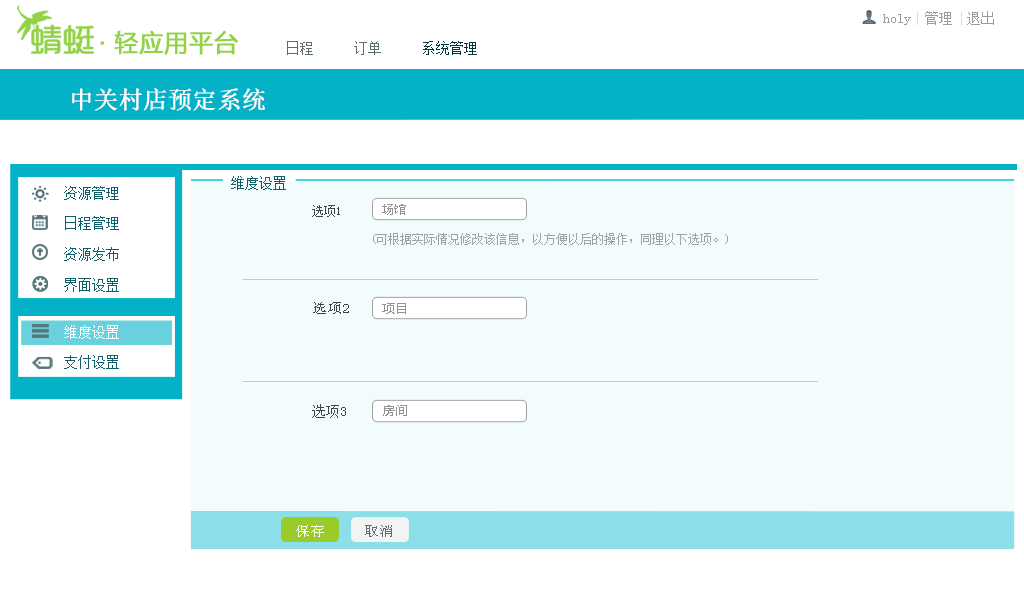 蜻蜓·轻应用平台
日程 订单 系统管理
holy | 管理 | 退出
中关村店预定系统
资源管理
日程管理
资源发布
界面设置
维度设置
支付设置
维度设置
选项1 场馆
(可根据实际情况修改该信息，以方便以后的操作，同理以下选项。)
选项2 项目
选项3 房间
保存 取消